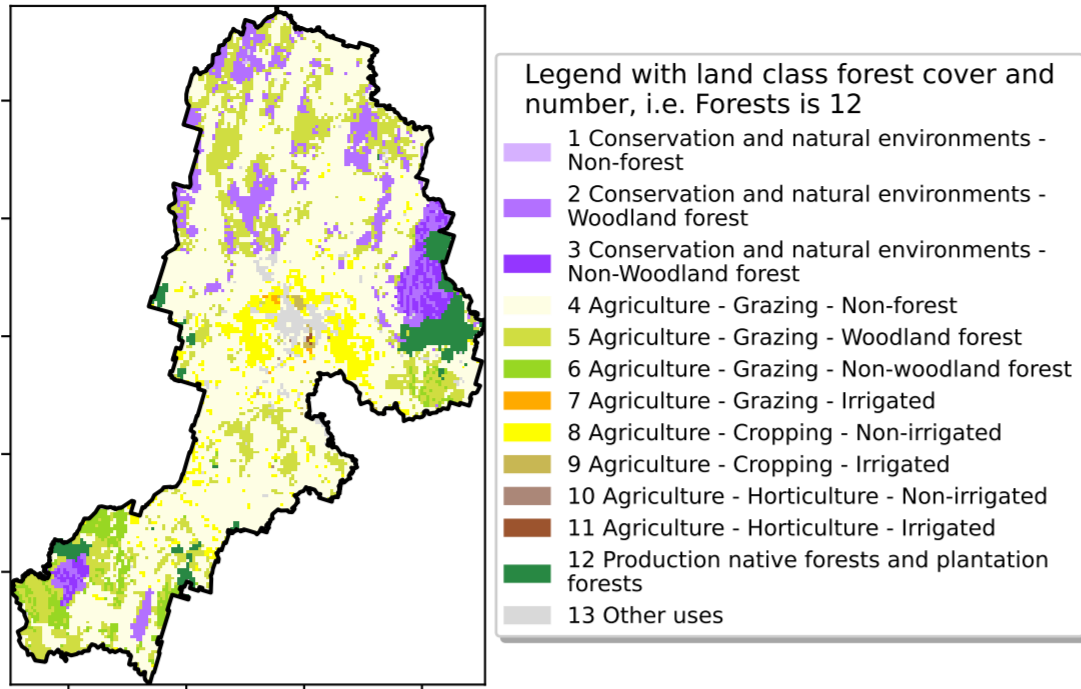 Legend with land class forest cover and
number, i.e. Forests is 12
1 Conservation and natural environments -
Non-forest
2 Conservation and natural environments -
Woodland forest
3 Conservation and natural environments -
Non-Woodland forest
4 Agriculture - Grazing - Non-forest
5 Agriculture - Grazing - Woodland forest
6 Agriculture - Grazing - Non-woodland forest
7 Agriculture - Grazing - Irrigated
8 Agriculture - Cropping - Non-irrigated
9 Agriculture - Cropping - Irrigated
10 Agriculture - Horticulture - Non-irrigated
11 Agriculture - Horticulture - Irrigated
12 Production native forests and plantation
forests
13 Other uses